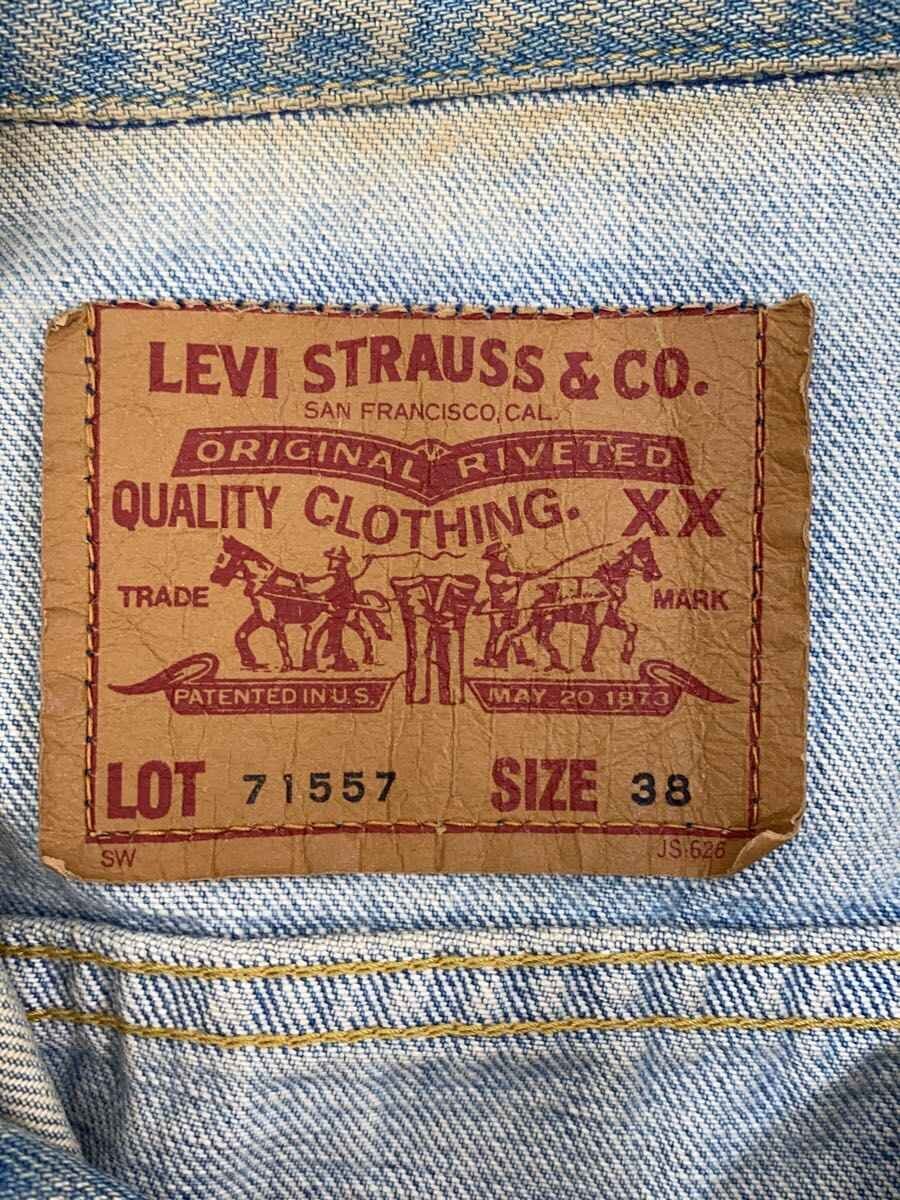 LEVI STRAUSS & CO.
SAN FRANCISCO, CAL.
ORIGINAL RIVETED
QUALITY CLOTHING. XX
TRADE MARK
PATENTED IN U.S. MAY 20 1873
LOT 71557 SIZE 38
SW JS-626